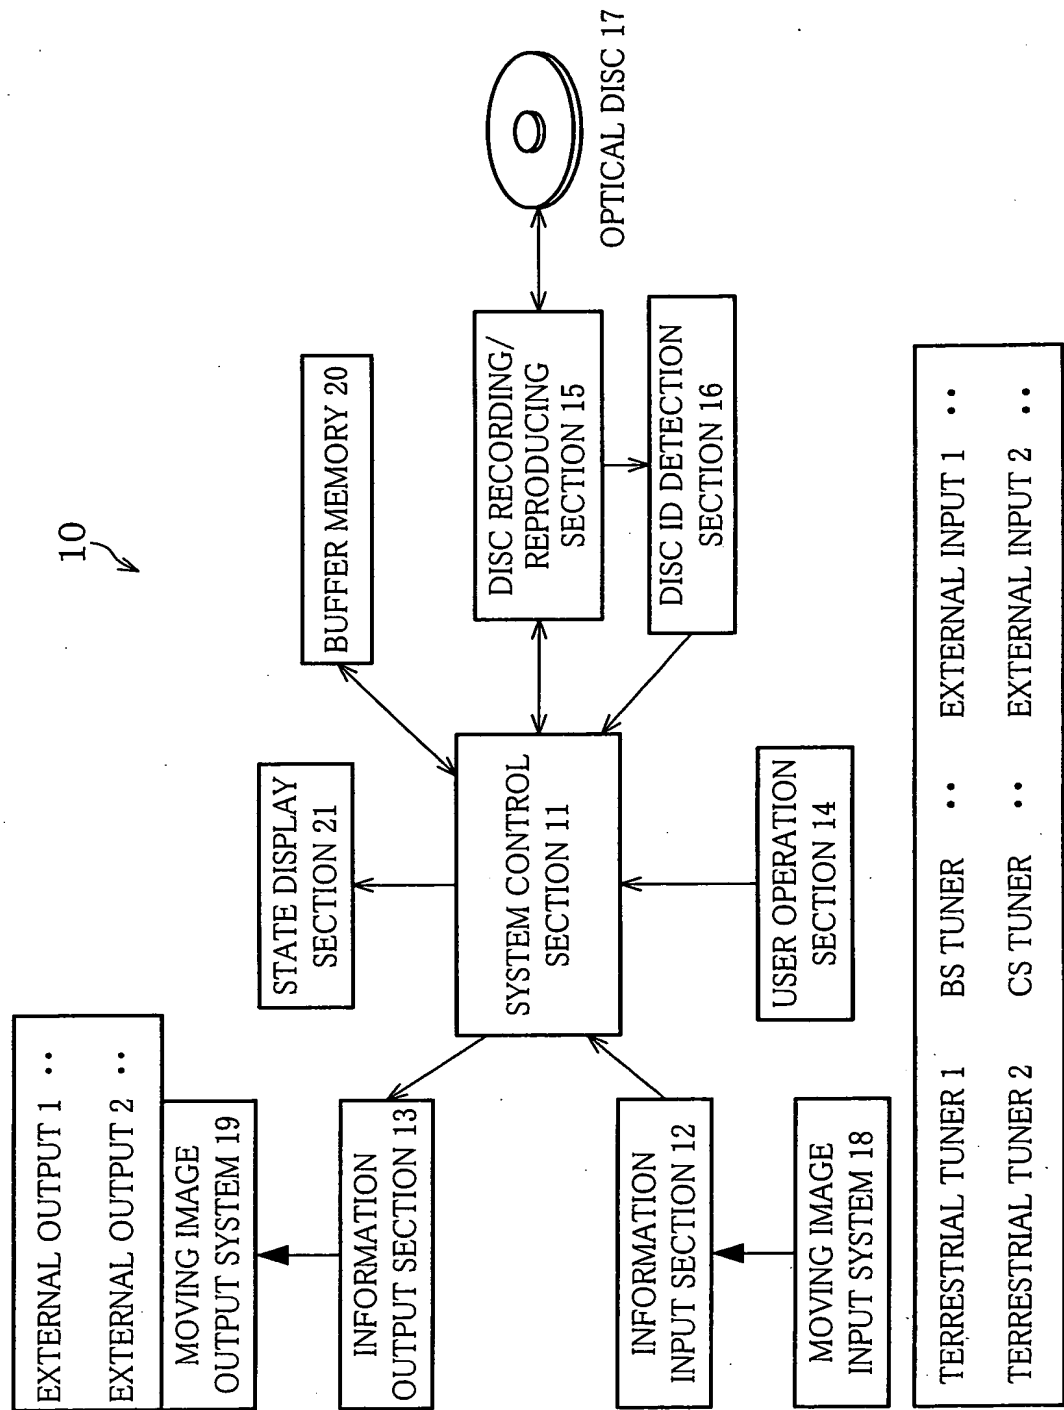 10
EXTERNAL OUTPUT 1 ..
EXTERNAL OUTPUT 2 ..
MOVING IMAGE
OUTPUT SYSTEM 19
INFORMATION
OUTPUT SECTION 13
STATE DISPLAY
SECTION 21
BUFFER MEMORY 20
SYSTEM CONTROL
SECTION 11
DISC RECORDING/
REPRODUCING
SECTION 15
OPTICAL DISC 17
DISC ID DETECTION
SECTION 16
INFORMATION
INPUT SECTION 12
USER OPERATION
SECTION 14
MOVING IMAGE
INPUT SYSTEM 18
TERRESTRIAL TUNER 1 BS TUNER .. EXTERNAL INPUT 1 ..
TERRESTRIAL TUNER 2 CS TUNER .. EXTERNAL INPUT 2 ..